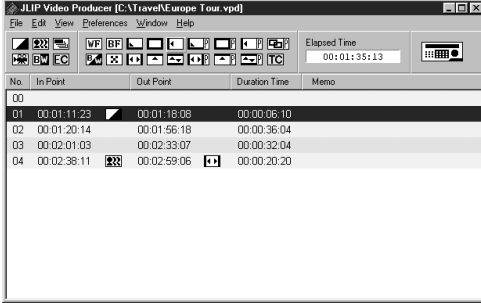 JLIP Video Producer [C:\Travel\Europe Tour.vpd]
File Edit View Preferences Window Help
WF BF P P P P Elapsed Time
BW EC B/W P P TC 00:01:35:13
No. In Point Out Point Duration Time Memo
00
01 00:01:11:23 00:01:18:08 00:00:06:10
02 00:01:20:14 00:01:56:18 00:00:36:04
03 00:02:01:03 00:02:33:07 00:00:32:04
04 00:02:38:11 00:02:59:06 00:00:20:20